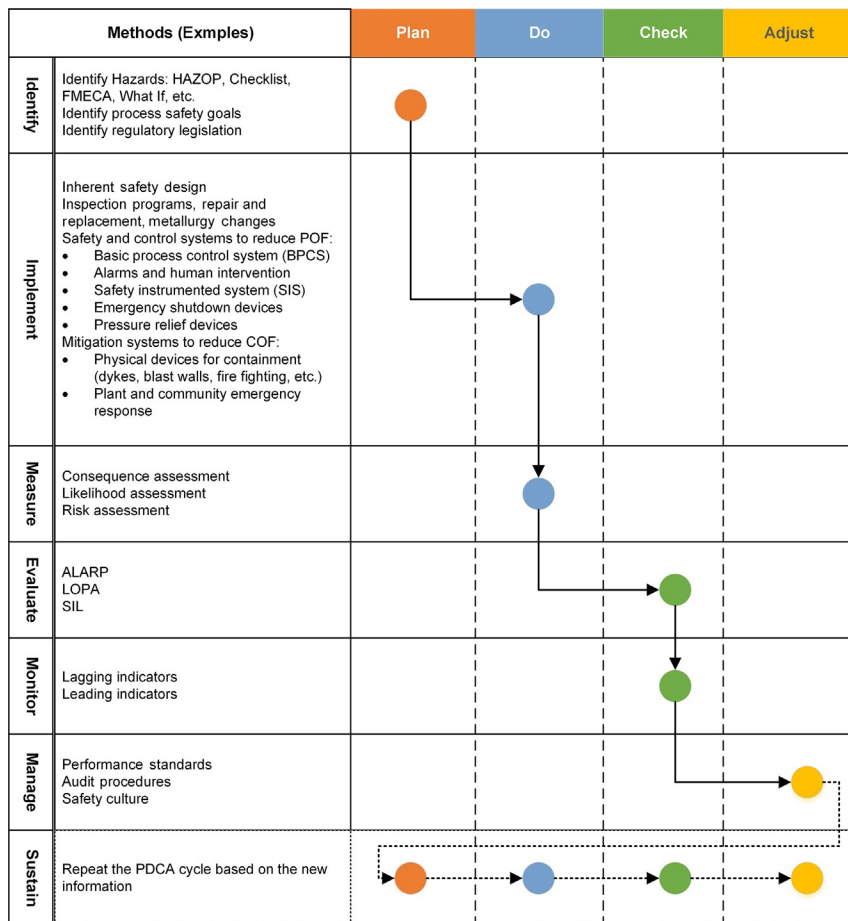 Methods (Exmples)
Plan
Do
Check
Adjust
Identify
Identify Hazards: HAZOP, Checklist,
FMECA, What If, etc.
Identify process safety goals
Identify regulatory legislation
Implement
Inherent safety design
Inspection programs, repair and
replacement, metallurgy changes
Safety and control systems to reduce POF:
• Basic process control system (BPCS)
• Alarms and human intervention
• Safety instrumented system (SIS)
• Emergency shutdown devices
• Pressure relief devices
Mitigation systems to reduce COF:
• Physical devices for containment
(dykes, blast walls, fire fighting, etc.)
• Plant and community emergency
response
Measure
Consequence assessment
Likelihood assessment
Risk assessment
Evaluate
ALARP
LOPA
SIL
Monitor
Lagging indicators
Leading indicators
Manage
Performance standards
Audit procedures
Safety culture
Sustain
Repeat the PDCA cycle based on the new
information